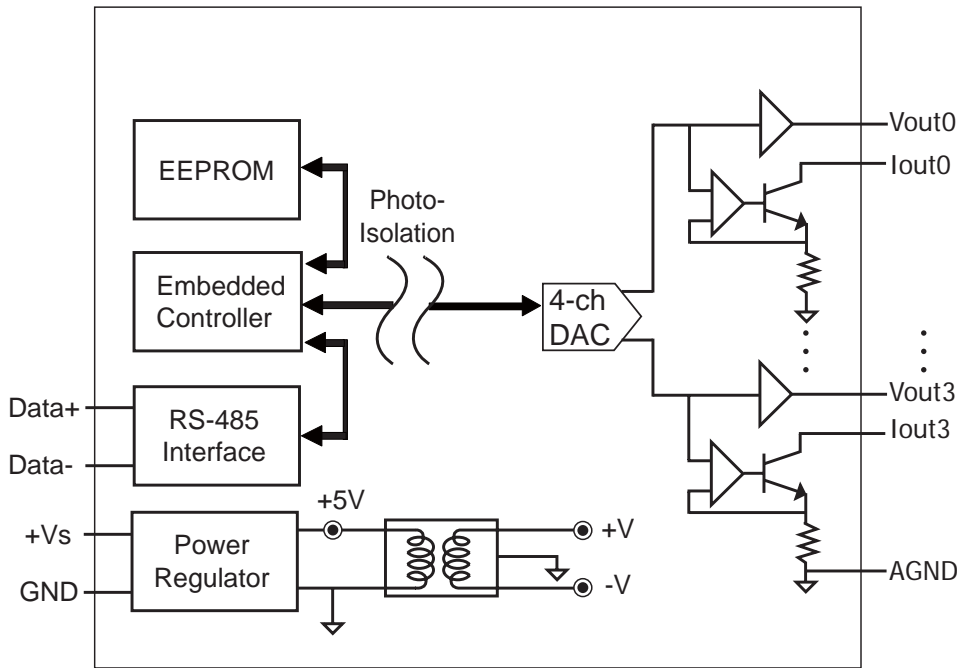 EEPROM
Photo-
Isolation
Embedded
Controller
4-ch
DAC
RS-485
Interface
Data+
Data-
+Vs
GND
Power
Regulator
+5V
+V
-V
Vout0
Iout0
Vout3
Iout3
AGND